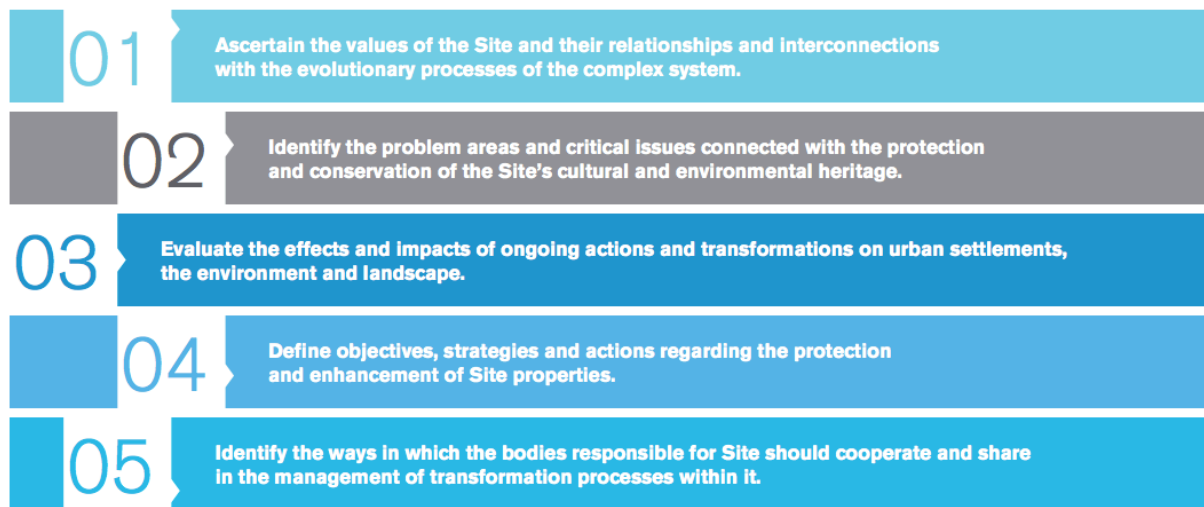 01
Ascertain the values of the Site and their relationships and interconnections
with the evolutionary processes of the complex system.
02
Identify the problem areas and critical issues connected with the protection
and conservation of the Site's cultural and environmental heritage.
03
Evaluate the effects and impacts of ongoing actions and transformations on urban settlements,
the environment and landscape.
04
Define objectives, strategies and actions regarding the protection
and enhancement of Site properties.
05
Identify the ways in which the bodies responsible for Site should cooperate and share
in the management of transformation processes within it.